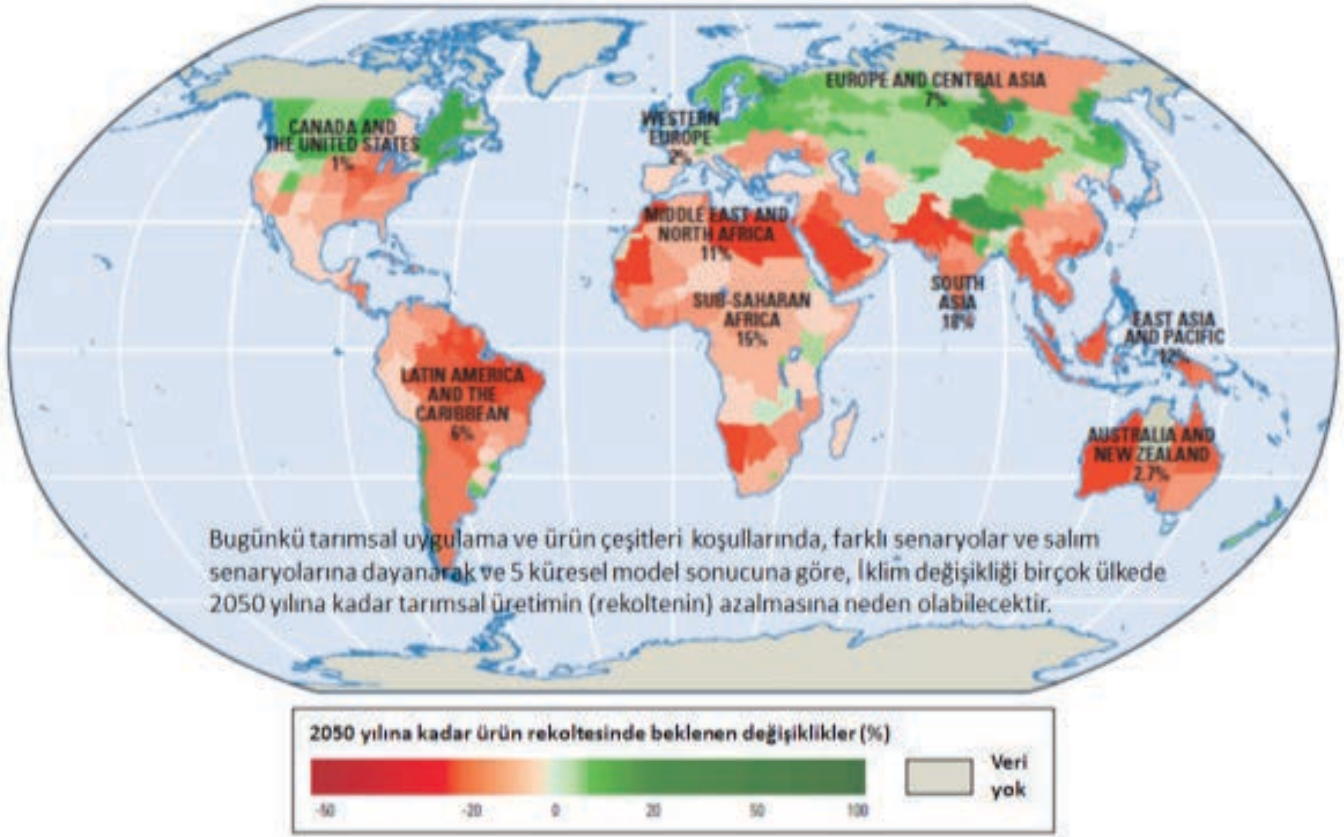 EUROPE AND CENTRAL ASIA
7%
CANADA AND
THE UNITED STATES
1%
WESTERN
EUROPE
2%
MIDDLE EAST AND
NORTH AFRICA
11%
SOUTH
ASIA
18%
SUB-SAHARAN
AFRICA
15%
EAST ASIA
AND PACIFIC
12%
LATIN AMERICA
AND THE
CARIBBEAN
6%
AUSTRALIA AND
NEW ZEALAND
2.7%
Bugünkü tarımsal uygulama ve ürün çeşitleri koşullarında, farklı senaryolar ve salım
senaryolarına dayanarak ve 5 küresel model sonucuna göre, İklim değişikliği birçok ülkede
2050 yılına kadar tarımsal üretimin (rekoltenin) azalmasına neden olabilecektir.
2050 yılına kadar ürün rekoltesinde beklenen değişiklikler (%)
-50 -20 0 20 50 100
Veri
yok